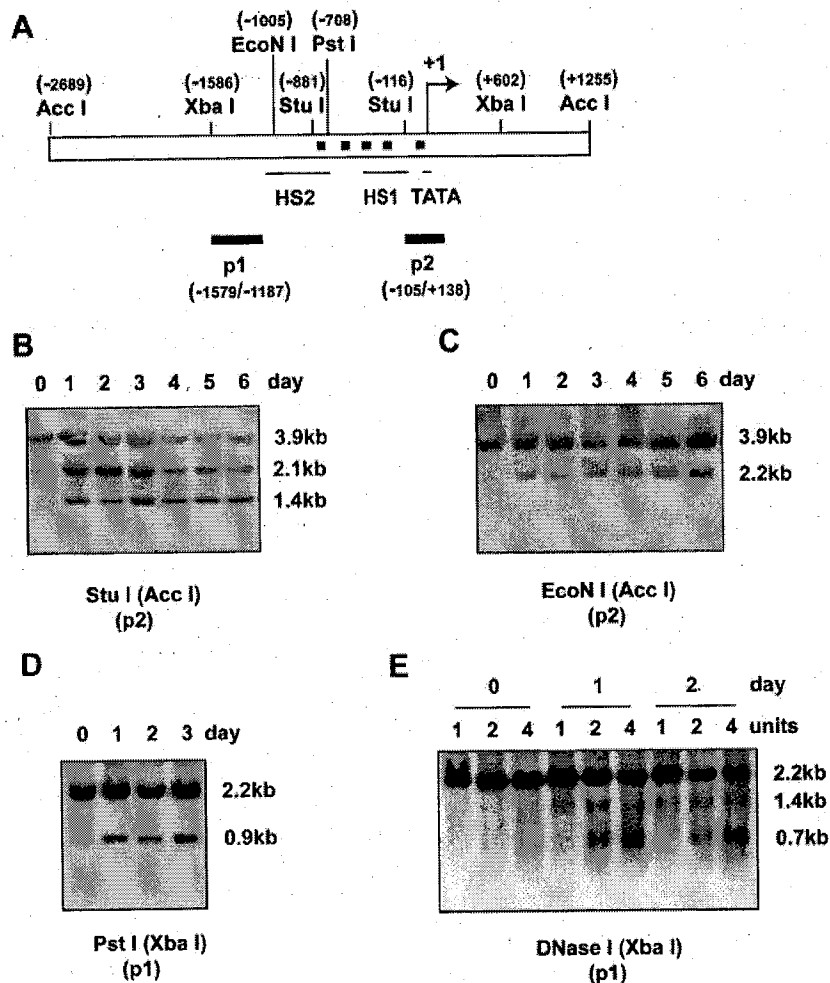 A
(-1005) (-708)
EcoN I Pst I
+1
(-2689) (-1586) (-881) (-116) (+602) (+1255)
Acc I Xba I Stu I Stu I Xba I Acc I
HS2 HS1 TATA
p1 p2
(-1579/-1187) (-105/+138)
B
0 1 2 3 4 5 6 day
3.9kb
2.1kb
1.4kb
Stu I (Acc I)
(p2)
C
0 1 2 3 4 5 6 day
3.9kb
2.2kb
EcoN I (Acc I)
(p2)
D
0 1 2 3 day
2.2kb
0.9kb
Pst I (Xba I)
(p1)
E
0 1 2 day
1 2 4 1 2 4 1 2 4 units
2.2kb
1.4kb
0.7kb
DNase I (Xba I)
(p1)